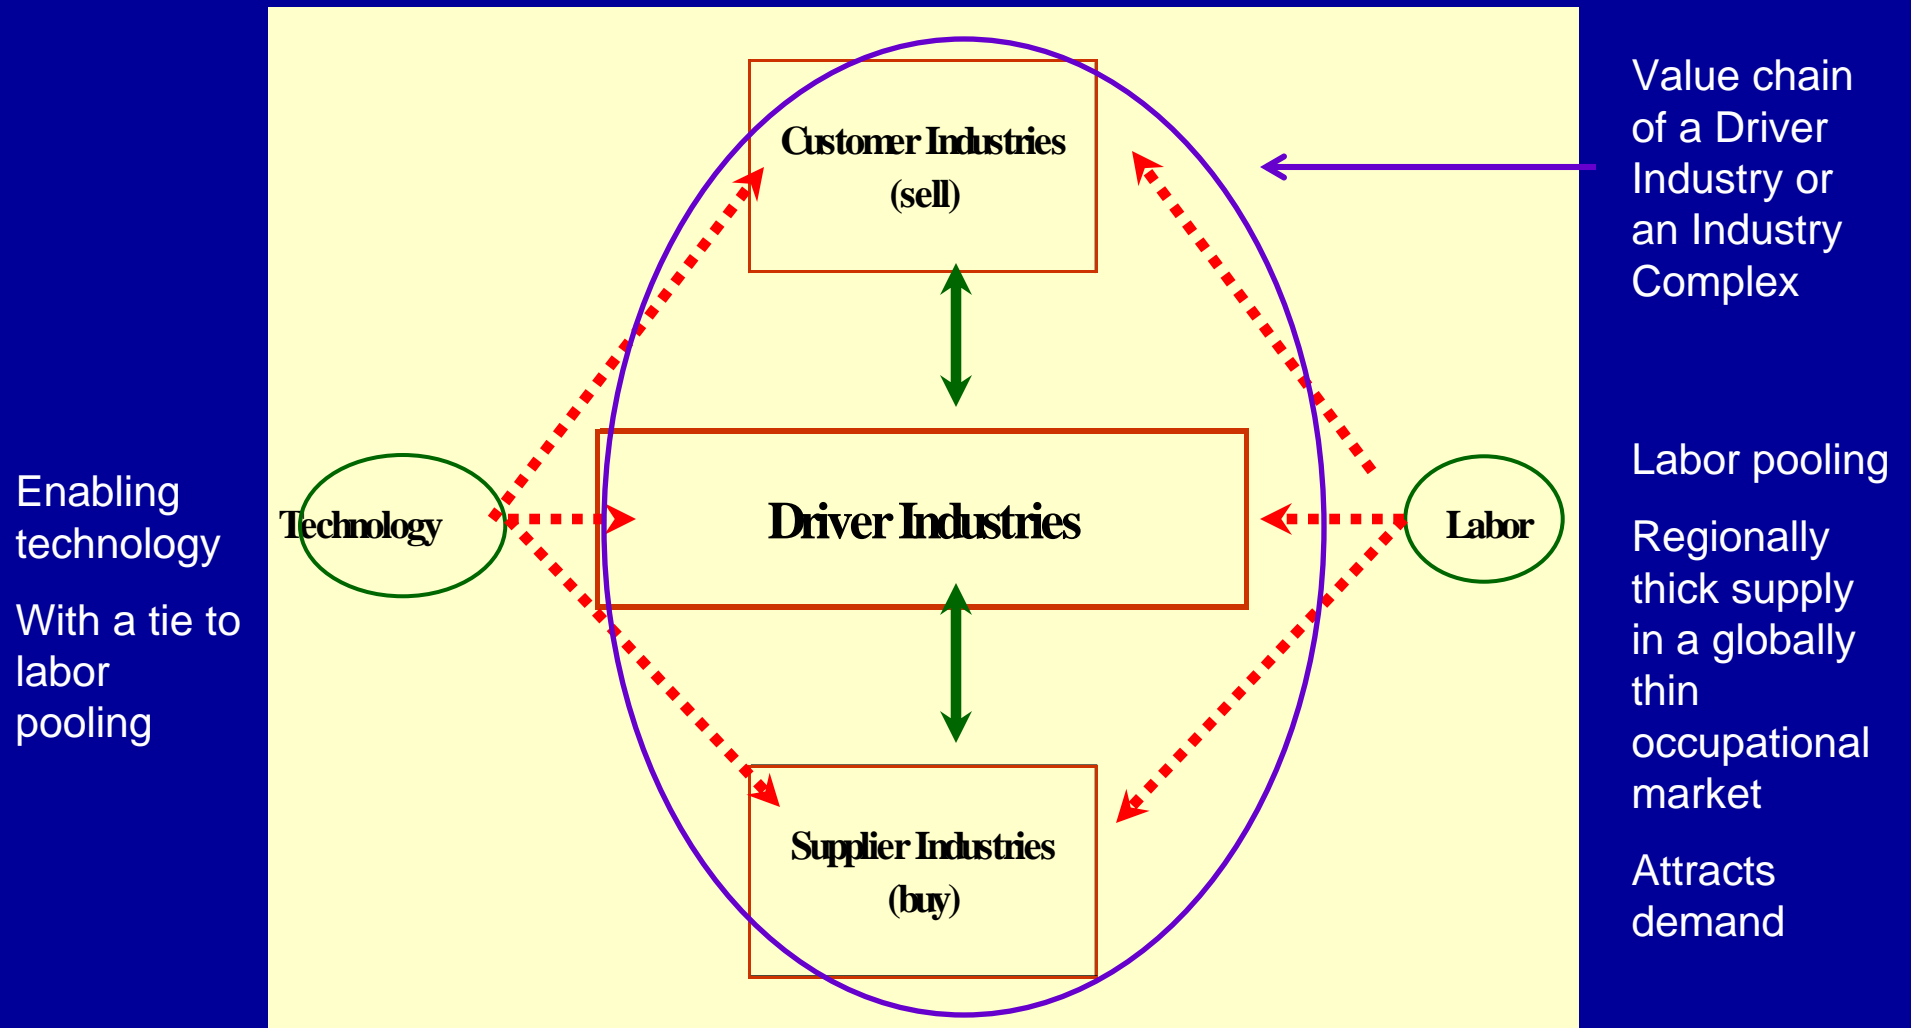 Enabling
technology
With a tie to
labor
pooling
Customer Industries
(sell)
Technology
Driver Industries
Labor
Supplier Industries
(buy)
Value chain
of a Driver
Industry or
an Industry
Complex
Labor pooling
Regionally
thick supply
in a globally
thin
occupational
market
Attracts
demand